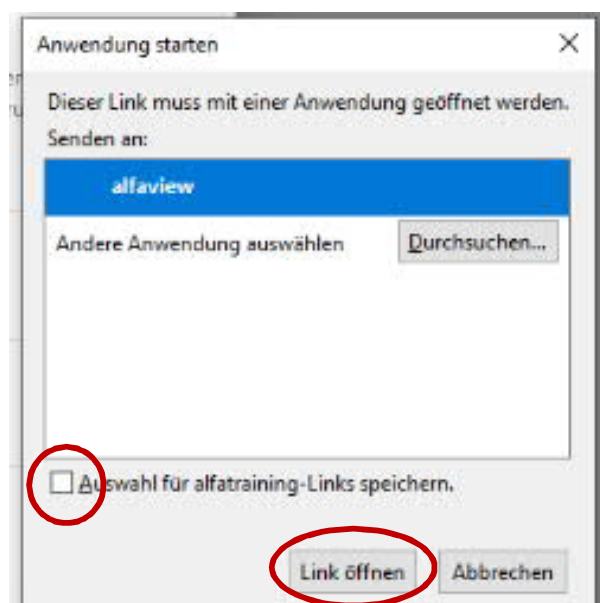 Anwendung starten
Dieser Link muss mit einer Anwendung geöffnet werden.
Senden an:
alfaview
Andere Anwendung auswählen Durchsuchen...
Auswahl für alfatraining-Links speichern.
Link öffnen Abbrechen